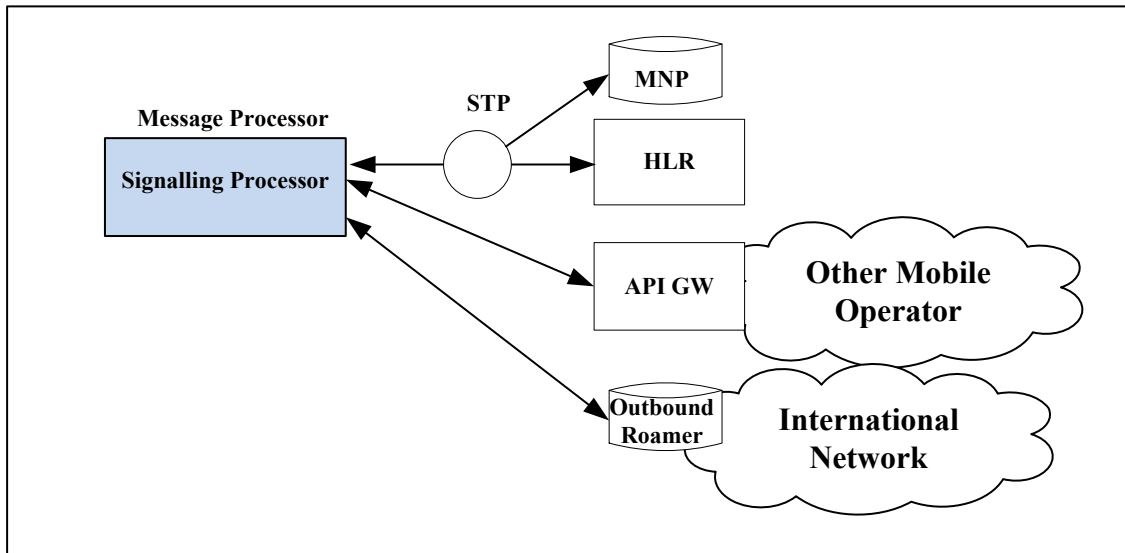 MNP
STP
Message Processor
Signalling Processor
HLR
API GW
Other Mobile
Operator
Outbound
Roamer
International
Network